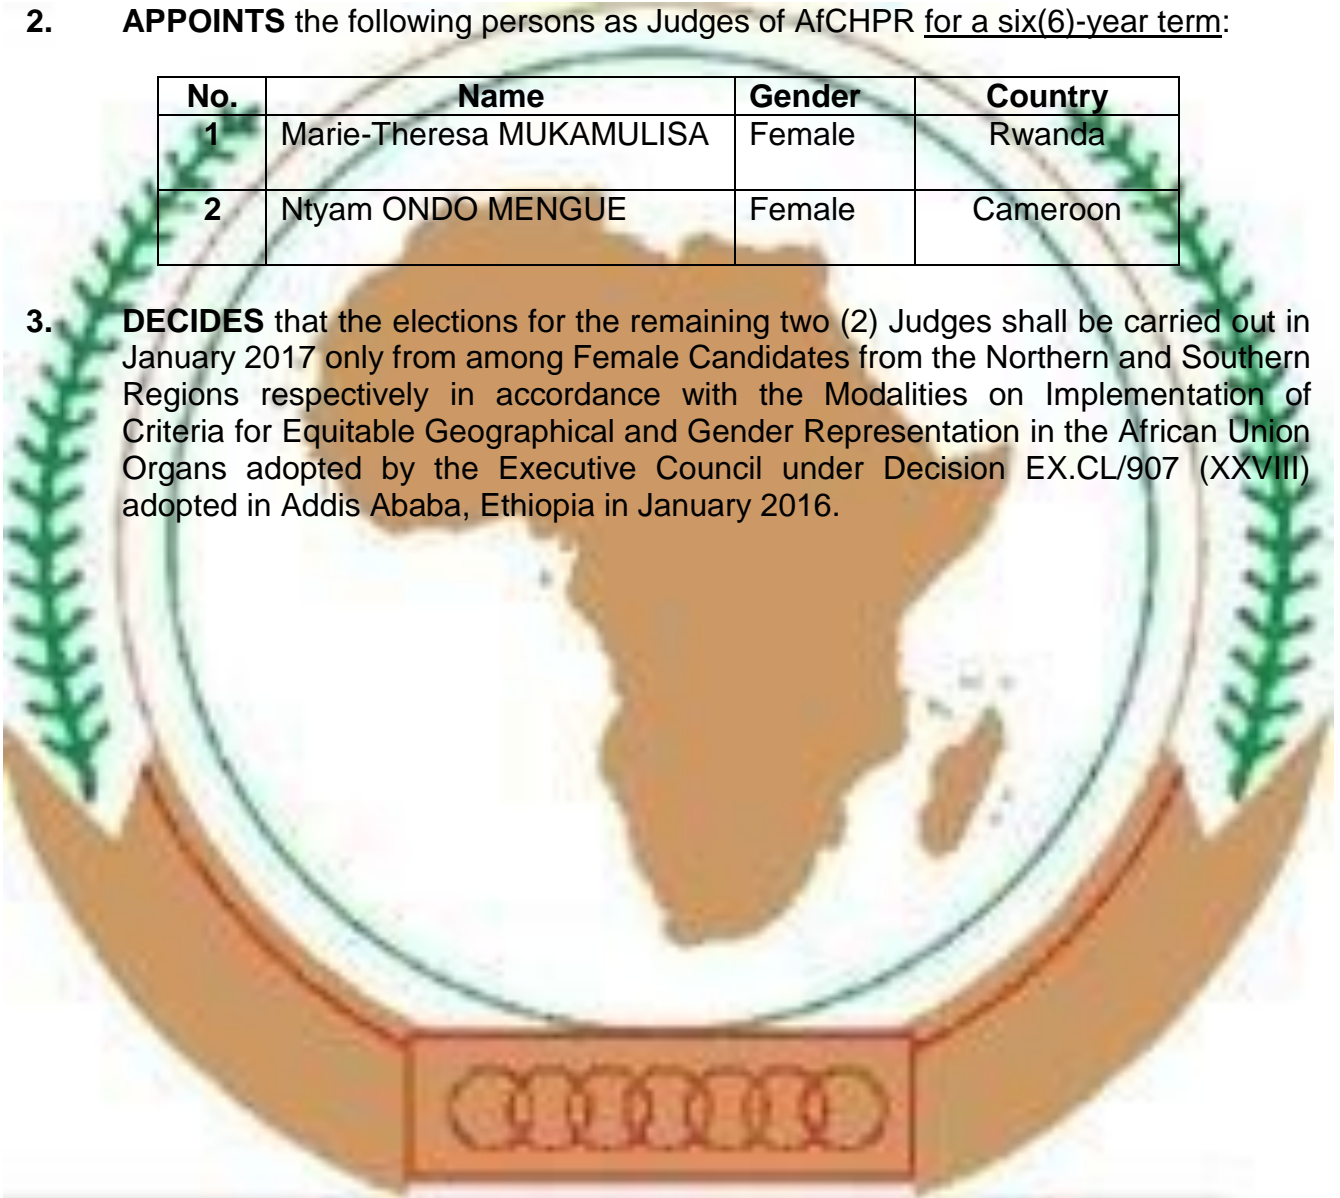 2. APPOINTS the following persons as Judges of AfCHPR for a six(6)-year term:
No. Name Gender Country
1 Marie-Theresa MUKAMULISA Female Rwanda
2 Ntyam ONDO MENGUE Female Cameroon
3. DECIDES that the elections for the remaining two (2) Judges shall be carried out in
January 2017 only from among Female Candidates from the Northern and Southern
Regions respectively in accordance with the Modalities on Implementation of
Criteria for Equitable Geographical and Gender Representation in the African Union
Organs adopted by the Executive Council under Decision EX.CL/907 (XXVIII)
adopted in Addis Ababa, Ethiopia in January 2016.